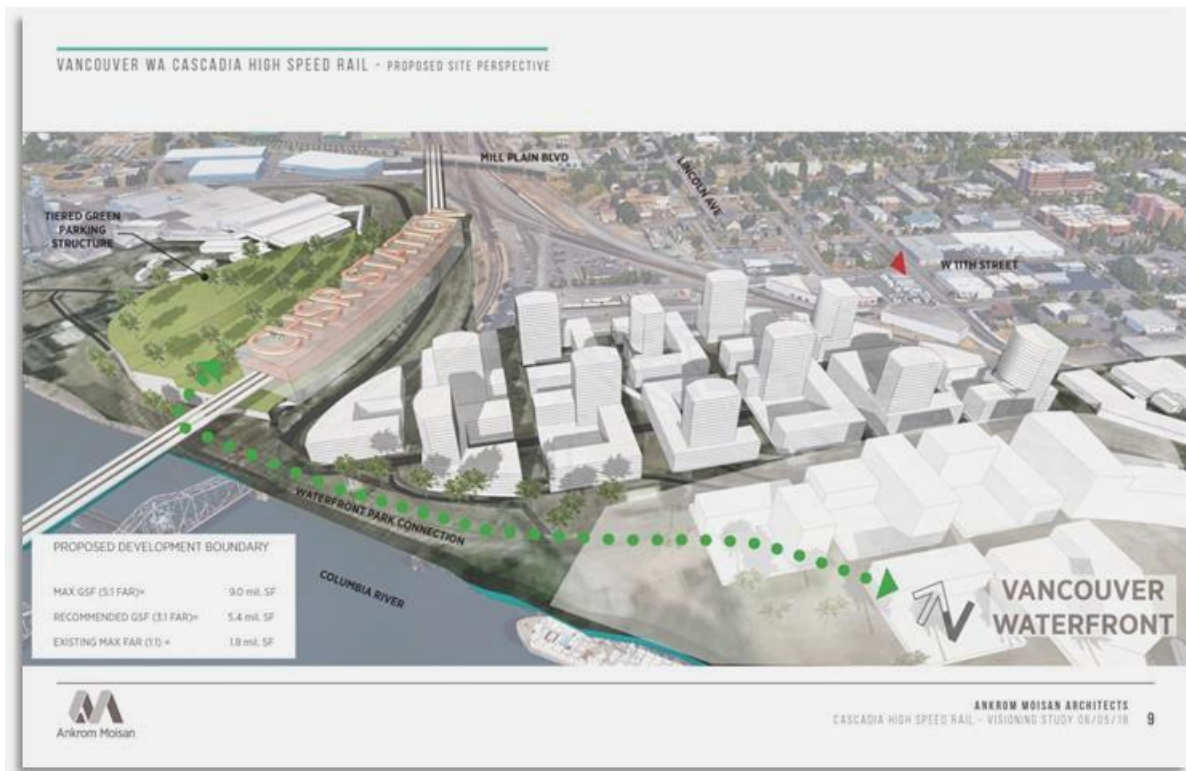 VANCOUVER WA CASCADIA HIGH SPEED RAIL - PROPOSED SITE PERSPECTIVE
MILL PLAIN BLVD
LINCOLN AVE
TIERED GREEN
PARKING
STRUCTURE
CHSR STATION
W 11TH STREET
WATERFRONT PARK CONNECTION
COLUMBIA RIVER
PROPOSED DEVELOPMENT BOUNDARY
MAX GSF (5:1 FAR)= 9.0 mil. SF
RECOMMENDED GSF (3:1 FAR)= 5.4 mil. SF
EXISTING MAX FAR (1:1) = 1.8 mil. SF
VANCOUVER
WATERFRONT
Ankrom Moisan
ANKROM MOISAN ARCHITECTS
CASCADIA HIGH SPEED RAIL - VISIONING STUDY 08/05/18 9